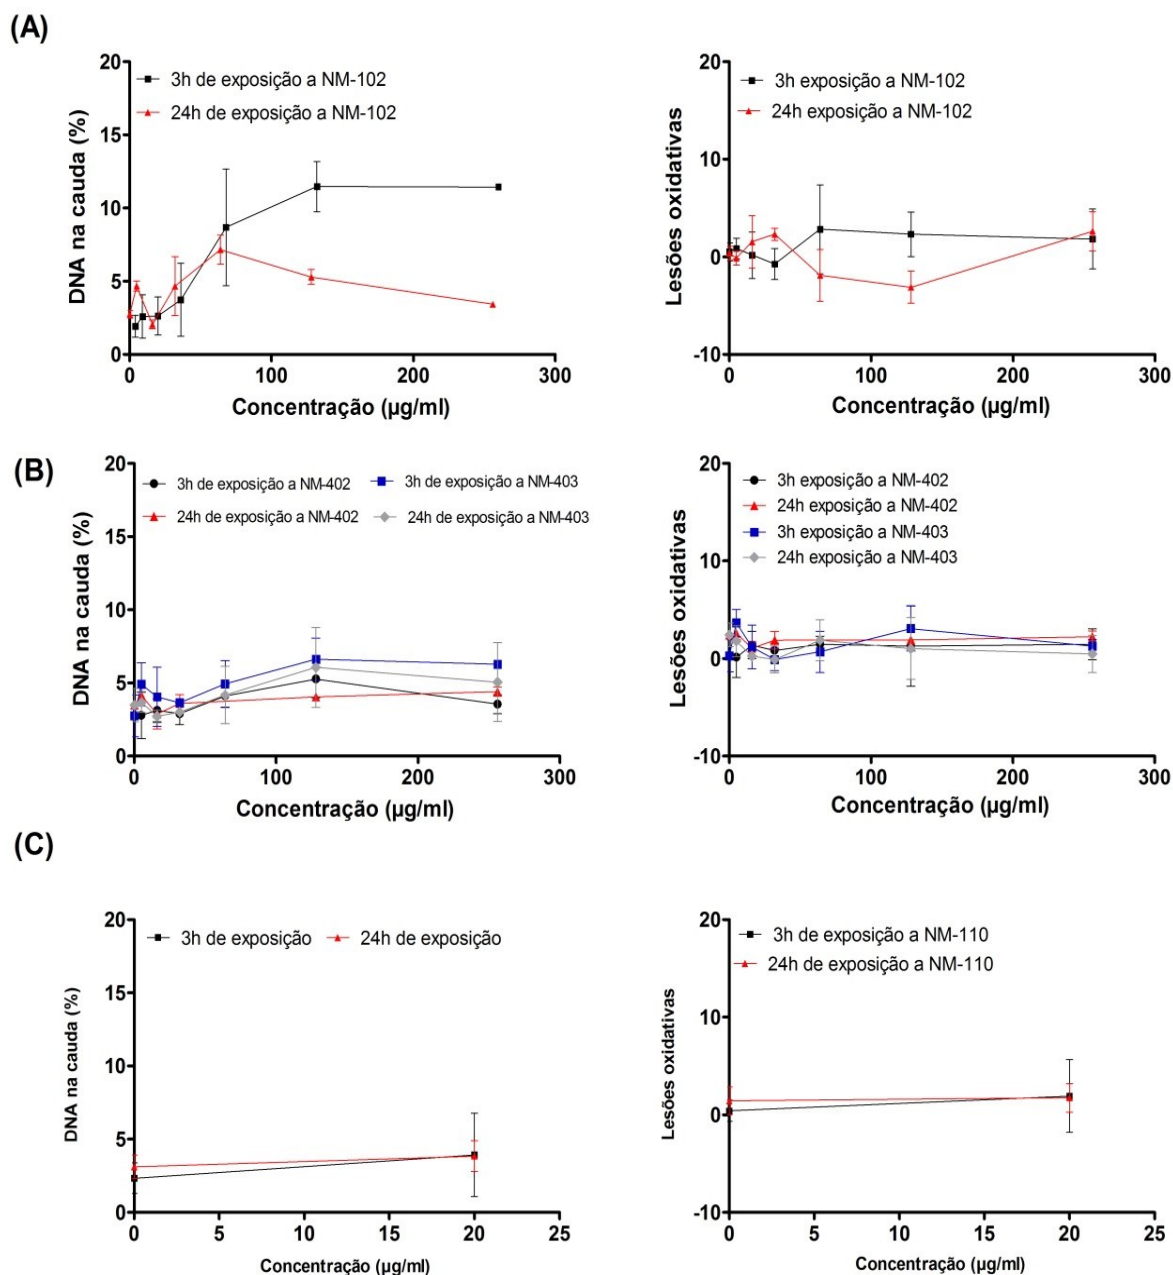 (A)
20
15
10
5
0
DNA na cauda (%)
3h de exposição a NM-102
24h de exposição a NM-102
0 100 200 300
Concentração (µg/ml)
20
10
0
-10
Lesões oxidativas
3h exposição a NM-102
24h exposição a NM-102
0 100 200 300
Concentração (µg/ml)
(B)
20
15
10
5
0
DNA na cauda (%)
3h de exposição a NM-402
3h de exposição a NM-403
24h de exposição a NM-402
24h de exposição a NM-403
0 100 200 300
Concentração (µg/ml)
20
10
0
-10
Lesões oxidativas
3h exposição a NM-402
24h exposição a NM-402
3h exposição a NM-403
24h exposição a NM-403
0 100 200 300
Concentração (µg/ml)
(C)
20
15
10
5
0
DNA na cauda (%)
3h de exposição
24h de exposição
0 5 10 15 20 25
Concentração (µg/ml)
20
10
0
-10
Lesões oxidativas
3h de exposição a NM-110
24h de exposição a NM-110
0 5 10 15 20 25
Concentração (µg/ml)